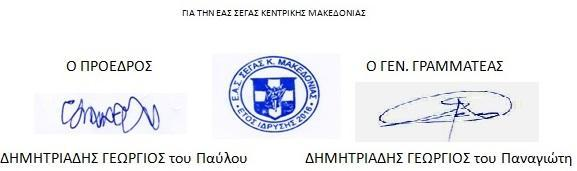 ΓΙΑ ΤΗΝ ΕΑΣ ΣΕΓΑΣ ΚΕΝΤΡΙΚΗΣ ΜΑΚΕΔΟΝΙΑΣ
Ο ΠΡΟΕΔΡΟΣ
Ο ΓΕΝ. ΓΡΑΜΜΑΤΕΑΣ
Ε.Α.Σ. ΣΕΓΑΣ Κ. ΜΑΚΕΔΟΝΙΑΣ
ΕΤΟΣ ΙΔΡΥΣΗΣ 2016
ΔΗΜΗΤΡΙΑΔΗΣ ΓΕΩΡΓΙΟΣ του Παύλου
ΔΗΜΗΤΡΙΑΔΗΣ ΓΕΩΡΓΙΟΣ του Παναγιώτη